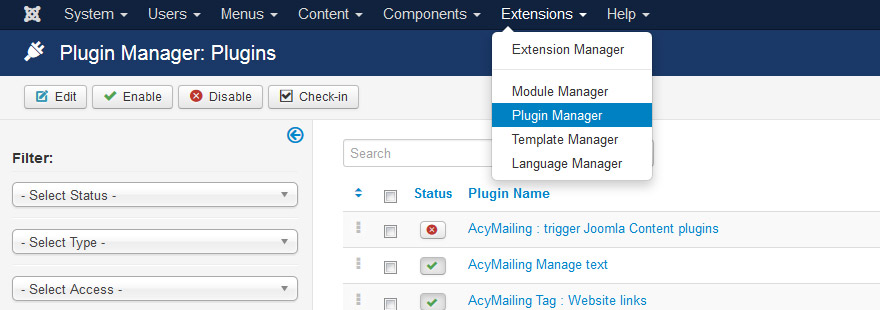 System Users Menus Content Components Extensions Help
Plugin Manager: Plugins
Extension Manager
Module Manager
Plugin Manager
Template Manager
Language Manager
Edit Enable Disable Check-in
Filter:
- Select Status -
- Select Type -
- Select Access -
Search
Status Plugin Name
AcyMailing : trigger Joomla Content plugins
AcyMailing Manage text
AcyMailing Tag : Website links